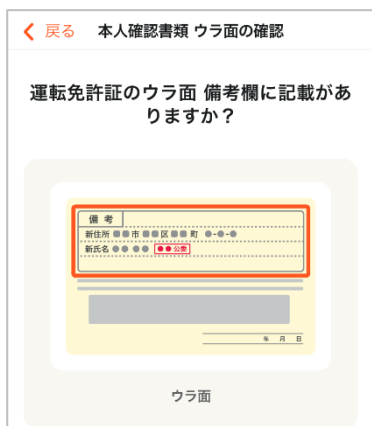 戻る 本人確認書類 ウラ面の確認
運転免許証のウラ面 備考欄に記載があ
りますか？
備 考
新住所 ■■市■■区■■町 ●-●-●
新氏名 ●● ●● ●●公委
年 月 日
ウラ面